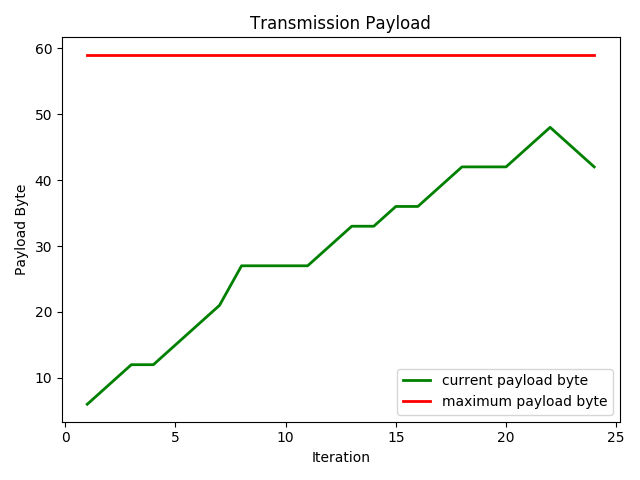 Transmission Payload
60
50
40
30
20
10
Payload Byte
current payload byte
maximum payload byte
0 5 10 15 20 25
Iteration